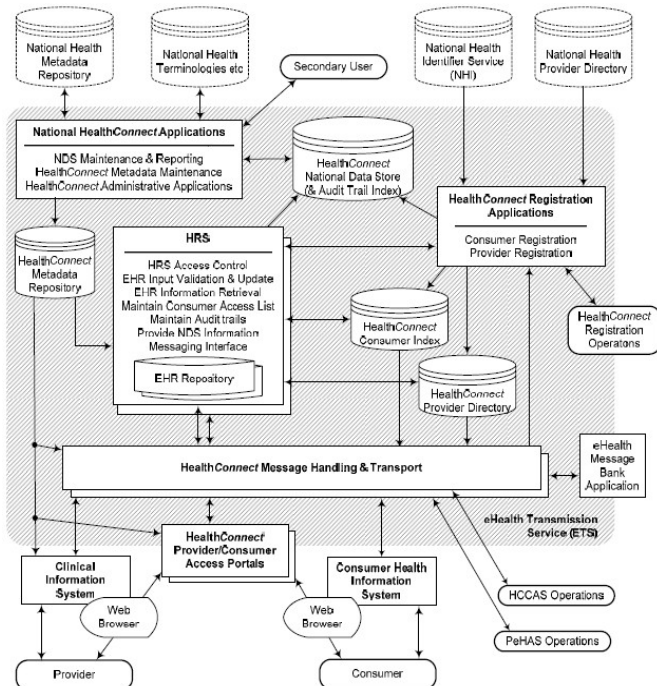 National Health
Metadata
Repository
National Health
Terminologies etc
Secondary User
National Health
Identifier Service
(NHI)
National Health
Provider Directory
National HealthConnect Applications
NDS Maintenance & Reporting
HealthConnect Metadata Maintenance
HealthConnect Administrative Applications
HealthConnect
National Data Store
(& Audit Trail Index)
HealthConnect Registration
Applications
Consumer Registration
Provider Registration
HealthConnect
Metadata
Repository
HRS
HRS Access Control
EHR Input Validation & Update
EHR Information Retrieval
Maintain Consumer Access List
Maintain Audit trails
Provide NDS Information
Messaging Interface
EHR Repository
HealthConnect
Consumer Index
HealthConnect
Registration
Operatons
HealthConnect
Provider Directory
HealthConnect Message Handling & Transport
eHealth
Message
Bank
Application
eHealth Transmission
Service (ETS)
HealthConnect
Provider/Consumer
Access Portals
Clinical
Information
System
Consumer Health
Information
System
Web
Browser
Web
Browser
HCCAS Operations
PeHAS Operations
Provider
Consumer